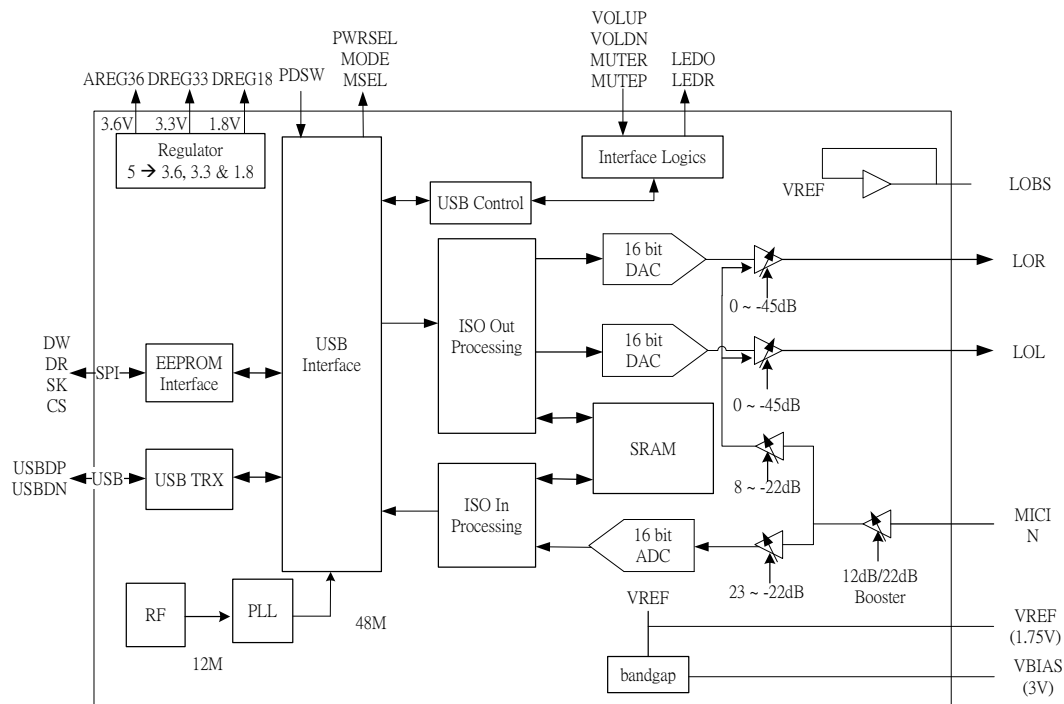 VOLUP
VOLDN
MUTER
MUTEP
PWRSEL
MODE
MSEL
LEDO
LEDR
AREG36 DREG33 DREG18
PDSW
3.6V 3.3V 1.8V
Regulator
5 → 3.6, 3.3 & 1.8
Interface Logics
VREF
LOBS
USB Control
16 bit
DAC
LOR
0 ~ -45dB
ISO Out
Processing
USB
Interface
16 bit
DAC
LOL
0 ~ -45dB
DW
DR
SK
CS
SPI
EEPROM
Interface
SRAM
8 ~ -22dB
USBDP
USBDN
USB
USB TRX
ISO In
Processing
16 bit
ADC
23 ~ -22dB
MICI
N
12dB/22dB
Booster
RF
PLL
12M
48M
VREF
VREF
(1.75V)
bandgap
VBIAS
(3V)